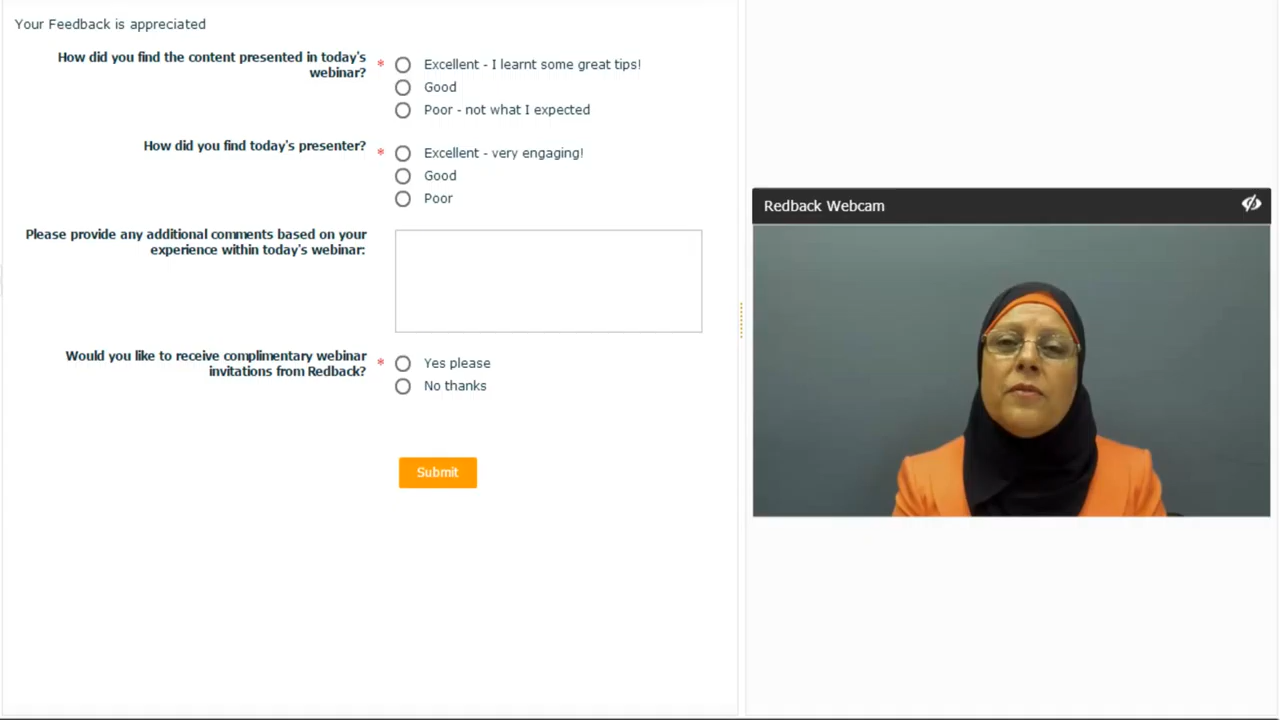 Your Feedback is appreciated
How did you find the content presented in today's
webinar?
*
Excellent - I learnt some great tips!
Good
Poor - not what I expected
How did you find today's presenter?
*
Excellent - very engaging!
Good
Poor
Please provide any additional comments based on your
experience within today's webinar:
Would you like to receive complimentary webinar
invitations from Redback?
*
Yes please
No thanks
Submit
Redback Webcam